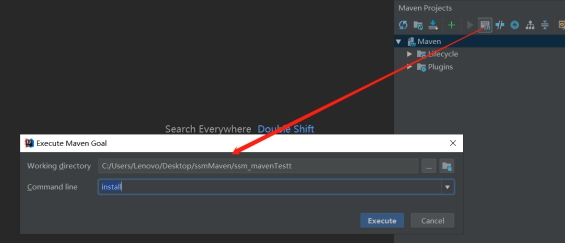 Maven Projects
Maven
Lifecycle
Plugins
Search Everywhere Double Shift
Execute Maven Goal
Working directory C:/Users/Lenovo/Desktop/ssmMaven/ssm_mavenTestt
...
Command line install
Execute Cancel